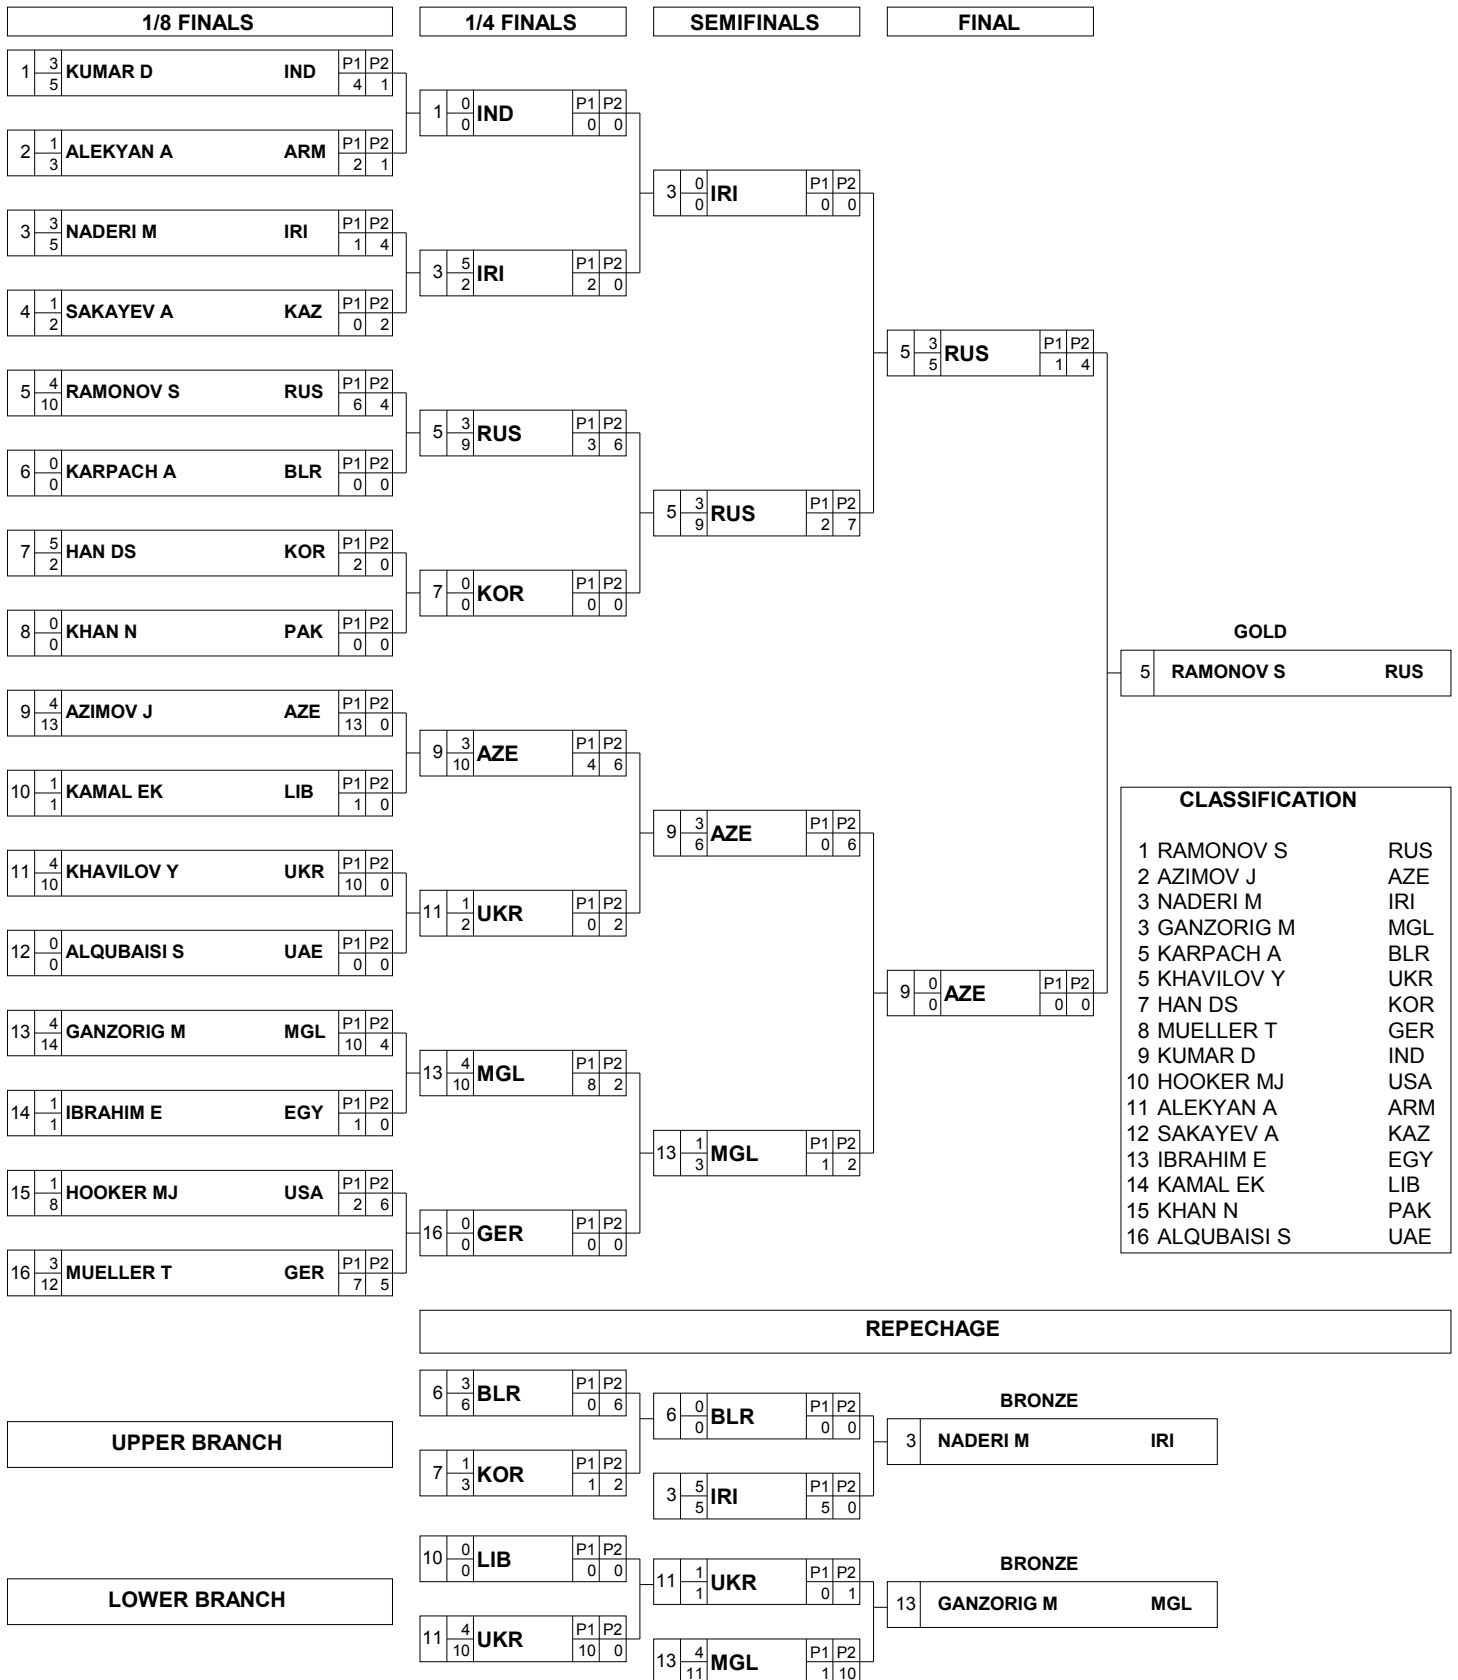 1/8 FINALS 1/4 FINALS SEMIFINALS FINAL
1 3 5 KUMAR D IND P1 P2 4 1
2 1 3 ALEKYAN A ARM P1 P2 2 1
3 3 5 NADERI M IRI P1 P2 1 4
4 1 2 SAKAYEV A KAZ P1 P2 0 2
5 4 10 RAMONOV S RUS P1 P2 6 4
6 0 0 KARPACH A BLR P1 P2 0 0
7 5 2 HAN DS KOR P1 P2 2 0
8 0 0 KHAN N PAK P1 P2 0 0
9 4 13 AZIMOV J AZE P1 P2 13 0
10 1 1 KAMAL EK LIB P1 P2 1 0
11 4 10 KHAVILOV Y UKR P1 P2 10 0
12 0 0 ALQUBAISI S UAE P1 P2 0 0
13 4 14 GANZORIG M MGL P1 P2 10 4
14 1 1 IBRAHIM E EGY P1 P2 1 0
15 1 8 HOOKER MJ USA P1 P2 2 6
16 3 12 MUELLER T GER P1 P2 7 5
1 0 0 IND P1 P2 0 0
3 5 2 IRI P1 P2 2 0
5 3 9 RUS P1 P2 3 6
7 0 0 KOR P1 P2 0 0
9 3 10 AZE P1 P2 4 6
11 1 2 UKR P1 P2 0 2
13 4 10 MGL P1 P2 8 2
16 0 0 GER P1 P2 0 0
3 0 0 IRI P1 P2 0 0
5 3 9 RUS P1 P2 2 7
9 3 6 AZE P1 P2 0 6
13 1 3 MGL P1 P2 1 2
5 3 5 RUS P1 P2 1 4
9 0 0 AZE P1 P2 0 0
GOLD
5 RAMONOV S RUS
CLASSIFICATION
1 RAMONOV S RUS
2 AZIMOV J AZE
3 NADERI M IRI
3 GANZORIG M MGL
5 KARPACH A BLR
5 KHAVILOV Y UKR
7 HAN DS KOR
8 MUELLER T GER
9 KUMAR D IND
10 HOOKER MJ USA
11 ALEKYAN A ARM
12 SAKAYEV A KAZ
13 IBRAHIM E EGY
14 KAMAL EK LIB
15 KHAN N PAK
16 ALQUBAISI S UAE
REPECHAGE
UPPER BRANCH
6 3 6 BLR P1 P2 0 6
7 1 3 KOR P1 P2 1 2
6 0 0 BLR P1 P2 0 0
3 5 5 IRI P1 P2 5 0
BRONZE
3 NADERI M IRI
LOWER BRANCH
10 0 0 LIB P1 P2 0 0
11 4 10 UKR P1 P2 10 0
11 1 1 UKR P1 P2 0 1
13 4 11 MGL P1 P2 1 10
BRONZE
13 GANZORIG M MGL